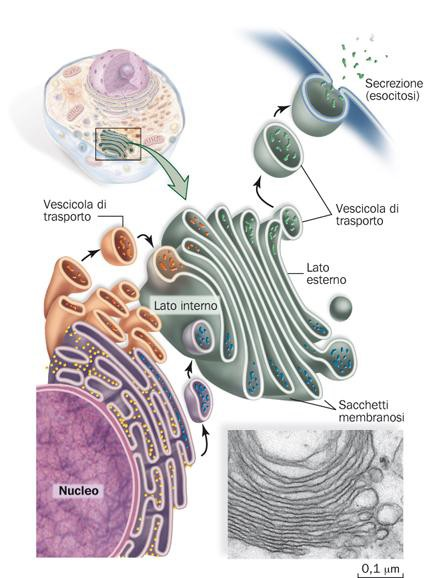 Secrezione
(esocitosi)
Vescicola di
trasporto
Vescicola di
trasporto
Lato
esterno
Lato interno
Sacchetti
membranosi
Nucleo
0,1 μm